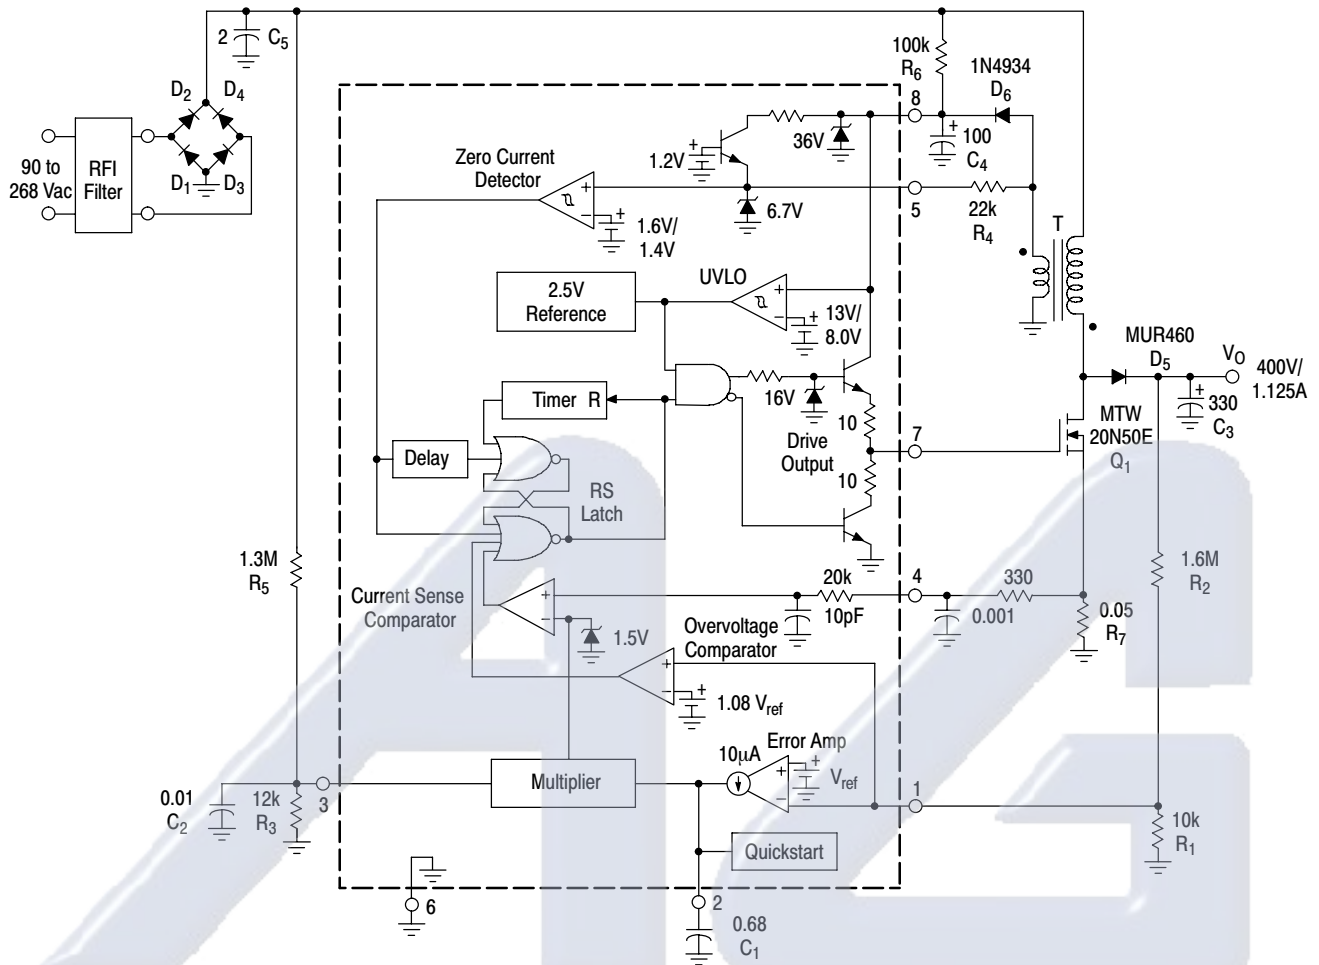 2 C5
D2 D4
90 to
268 Vac
RFI
Filter
D1 D3
100k
R6
1N4934
D6
8
36V
+
100
C4
1.2V
+
Zero Current
Detector
+
−
+
1.6V/
1.4V
6.7V
5
22k
R4
T
2.5V
Reference
UVLO
+
−
+
13V/
8.0V
MUR460
D5
VO
400V/
1.125A
+
330
C3
Timer R
16V
10
Drive
Output
10
7
MTW
20N50E
Q1
Delay
RS
Latch
1.3M
R5
1.6M
R2
20k
10pF
4
330
0.001
0.05
R7
Current Sense
Comparator
+
−
1.5V
Overvoltage
Comparator
+
−
+
1.08 Vref
10µA
Error Amp
+
−
+
Vref
Multiplier
1
3
0.01
C2
12k
R3
10k
R1
Quickstart
6
2
0.68
C1
AG